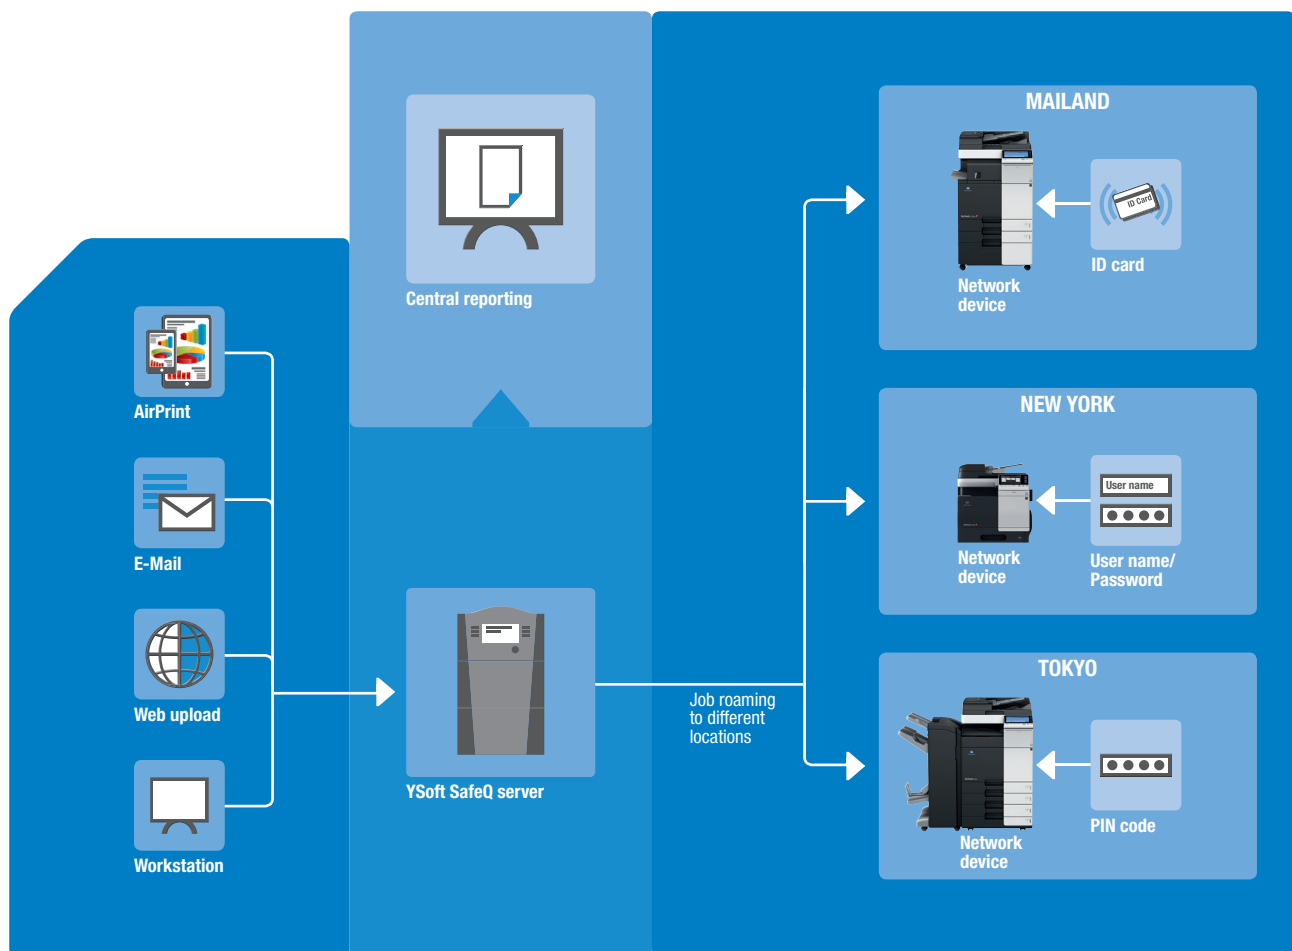 Central reporting
AirPrint
E-Mail
Web upload
Workstation
YSoft SafeQ server
Job roaming
to different
locations
MAILAND
Network
device
ID Card
ID card
NEW YORK
Network
device
User name
User name/
Password
TOKYO
Network
device
PIN code